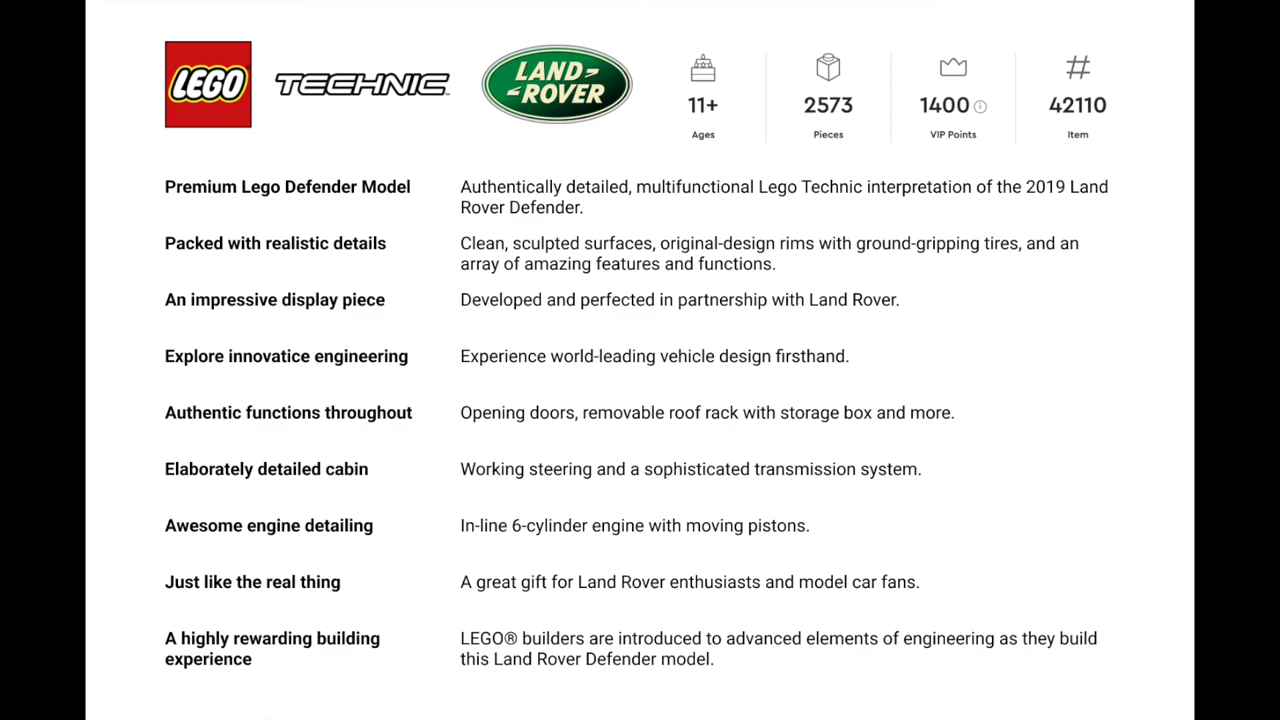 LEGO TECHNIC LAND ROVER
11+ 2573 1400 42110
Ages Pieces VIP Points Item
Premium Lego Defender Model Authentically detailed, multifunctional Lego Technic interpretation of the 2019 Land
Rover Defender.
Packed with realistic details Clean, sculpted surfaces, original-design rims with ground-gripping tires, and an
array of amazing features and functions.
An impressive display piece Developed and perfected in partnership with Land Rover.
Explore innovatice engineering Experience world-leading vehicle design firsthand.
Authentic functions throughout Opening doors, removable roof rack with storage box and more.
Elaborately detailed cabin Working steering and a sophisticated transmission system.
Awesome engine detailing In-line 6-cylinder engine with moving pistons.
Just like the real thing A great gift for Land Rover enthusiasts and model car fans.
A highly rewarding building LEGO® builders are introduced to advanced elements of engineering as they build
experience this Land Rover Defender model.